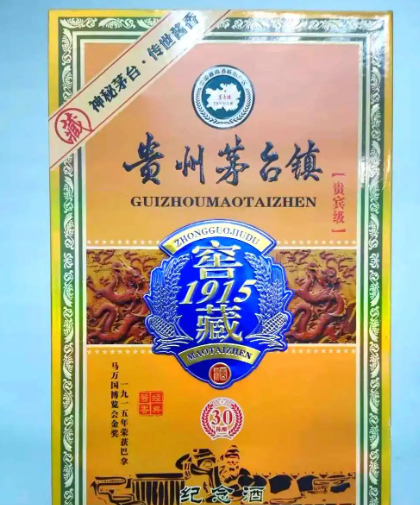 神秘茅台·传世酱香
藏
贵州茅台镇
GUIZHOUMAOTAIZHEN
【贵宾级】
ZHONGGUOJIUDU
窖
1915
藏
MAOTAIZHEN
一九一五年荣获巴拿
马万国博览会金奖
30
纪念酒